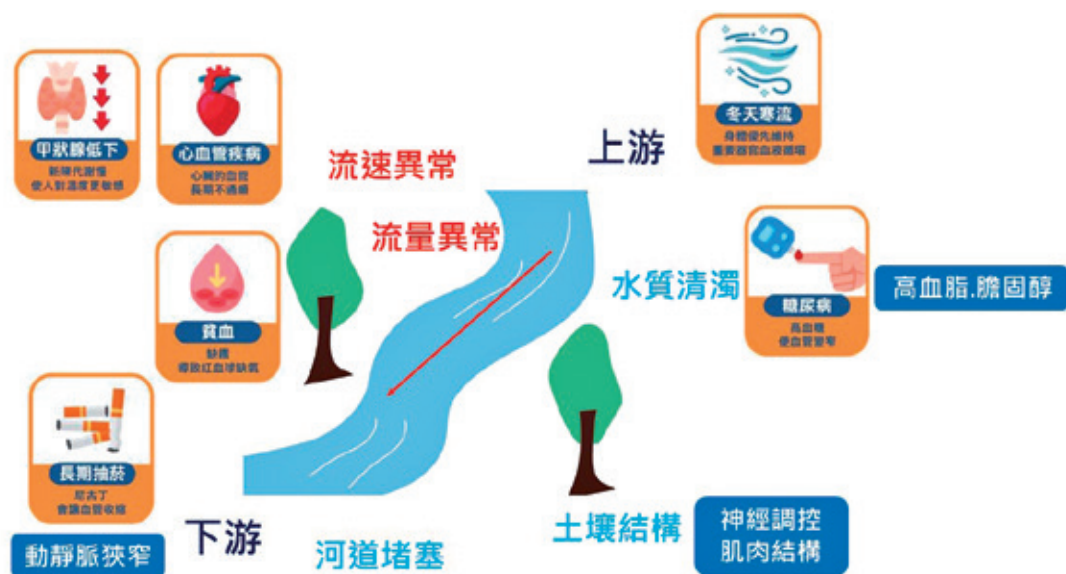 上游
冬天寒流
身體優先維持
重要器官血液循環
甲狀腺低下
新陳代謝慢
使人對溫度更敏感
心血管疾病
心臟的血管
長期不通暢
流速異常
流量異常
貧血
缺鐵
導致紅血球缺氧
水質清濁
糖尿病
高血糖
使血管變窄
高血脂.膽固醇
長期抽菸
尼古丁
會讓血管收縮
動靜脈狹窄
下游
河道堵塞
土壤結構
神經調控
肌肉結構